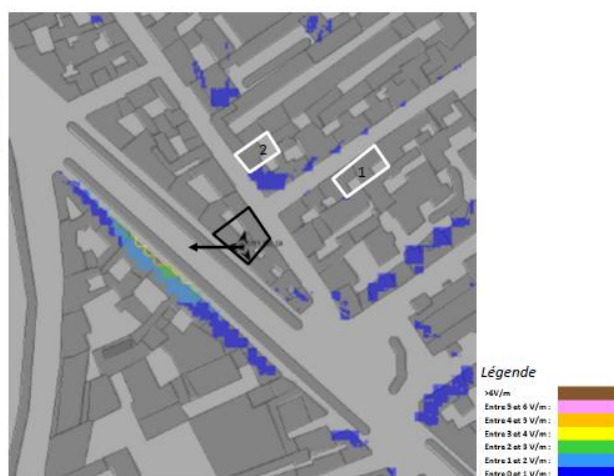 2
1
Légende
>6V/m
Entre 5 et 6 V/m :
Entre 4 et 5 V/m :
Entre 3 et 4 V/m :
Entre 2 et 3 V/m :
Entre 1 et 2 V/m :
Entre 0 et 1 V/m :